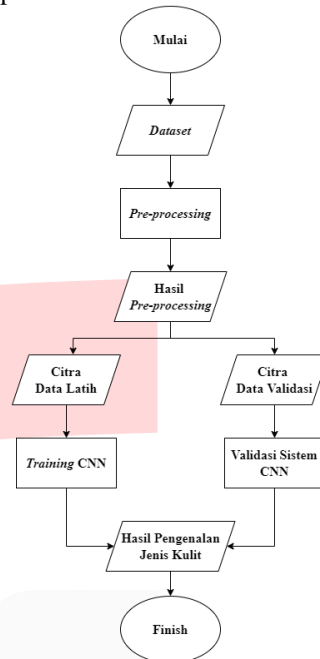 Mulai
Dataset
Pre-processing
Hasil
Pre-processing
Citra
Data Latih
Citra
Data Validasi
Training CNN
Validasi Sistem
CNN
Hasil Pengenalan
Jenis Kulit
Finish